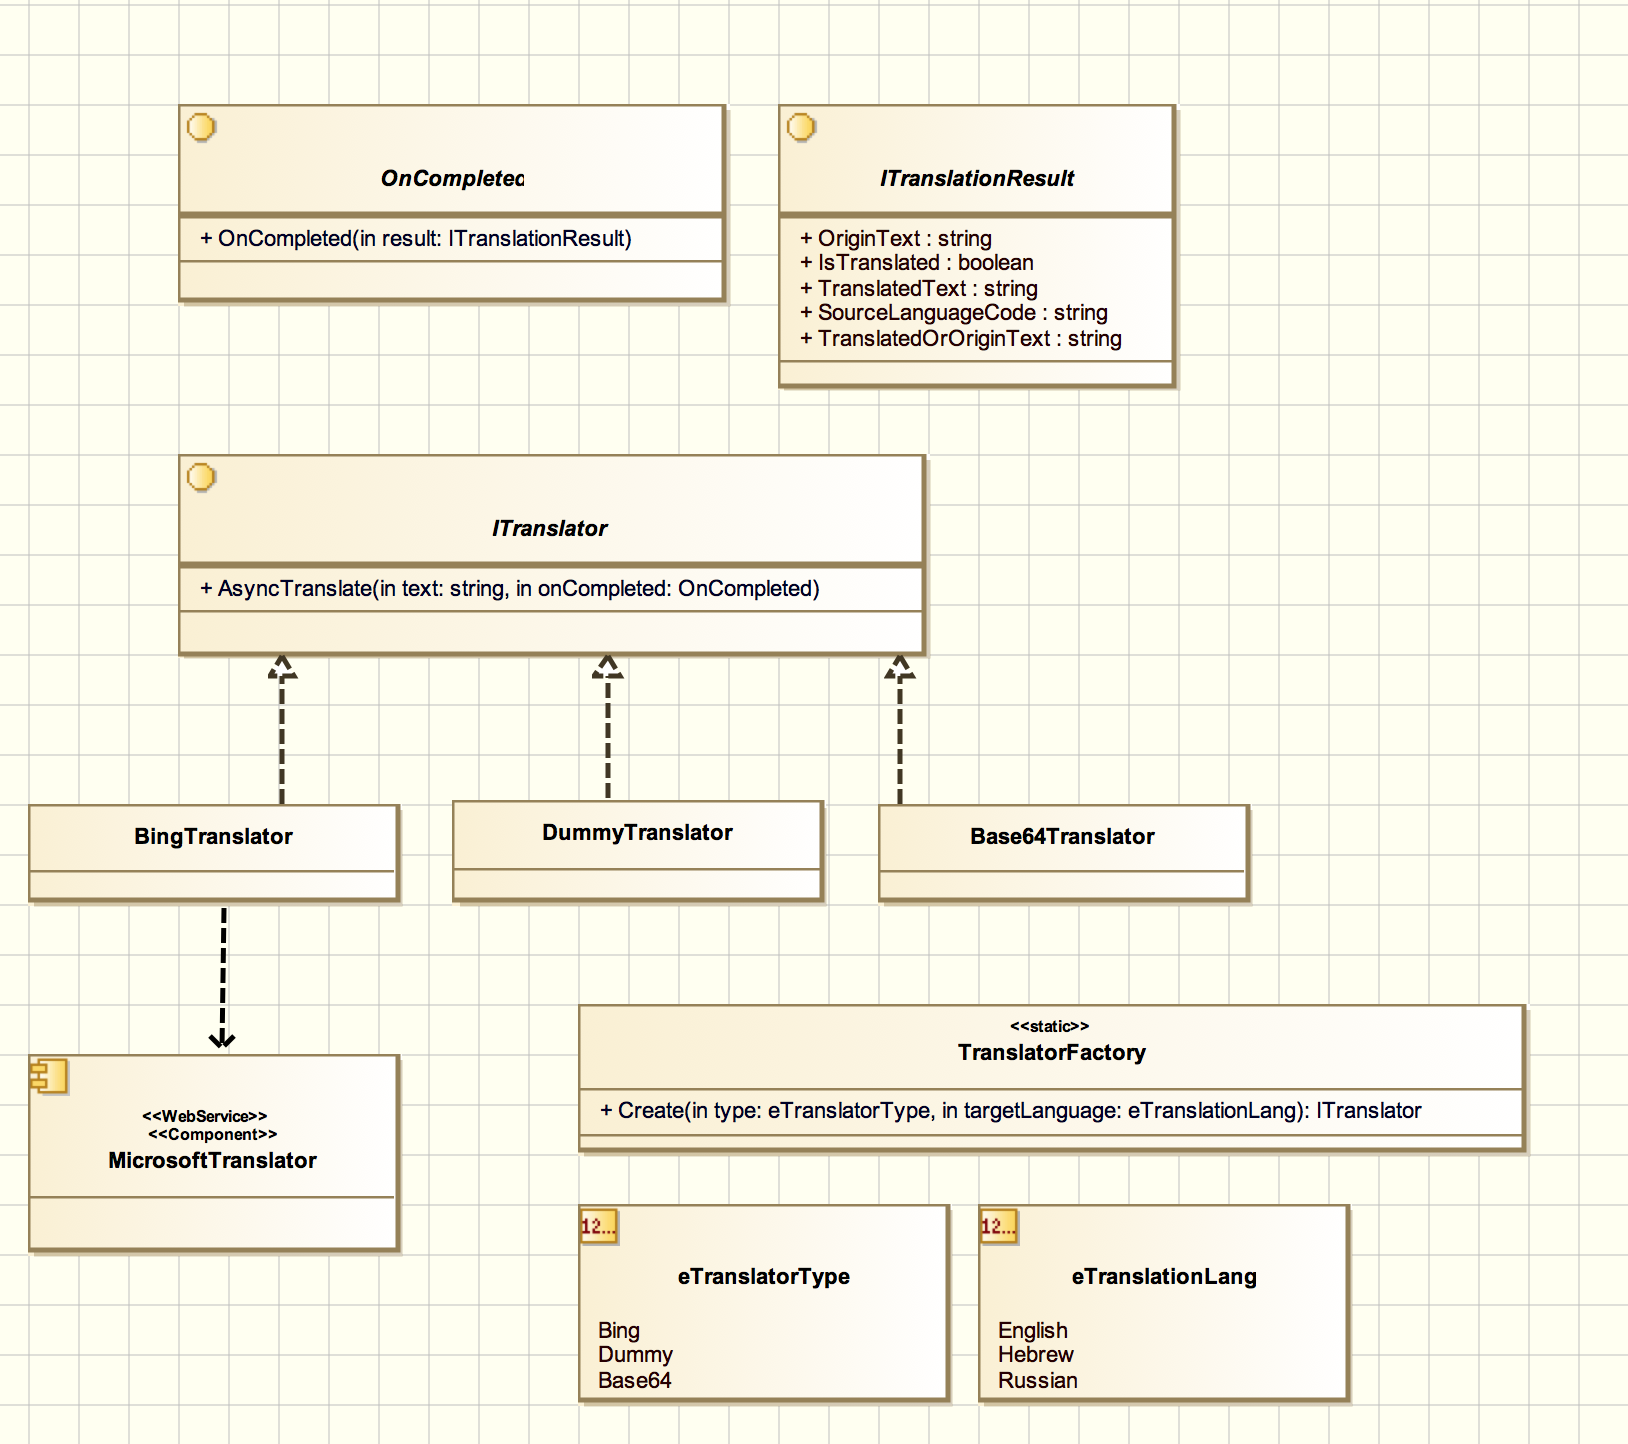 OnCompleted
+ OnCompleted(in result: ITranslationResult)
ITranslationResult
+ OriginText : string
+ IsTranslated : boolean
+ TranslatedText : string
+ SourceLanguageCode : string
+ TranslatedOrOriginText : string
ITranslator
+ AsyncTranslate(in text: string, in onCompleted: OnCompleted)
BingTranslator
DummyTranslator
Base64Translator
<<WebService>>
<<Component>>
MicrosoftTranslator
<<static>>
TranslatorFactory
+ Create(in type: eTranslatorType, in targetLanguage: eTranslationLang): ITranslator
12...
eTranslatorType
Bing
Dummy
Base64
12...
eTranslationLang
English
Hebrew
Russian